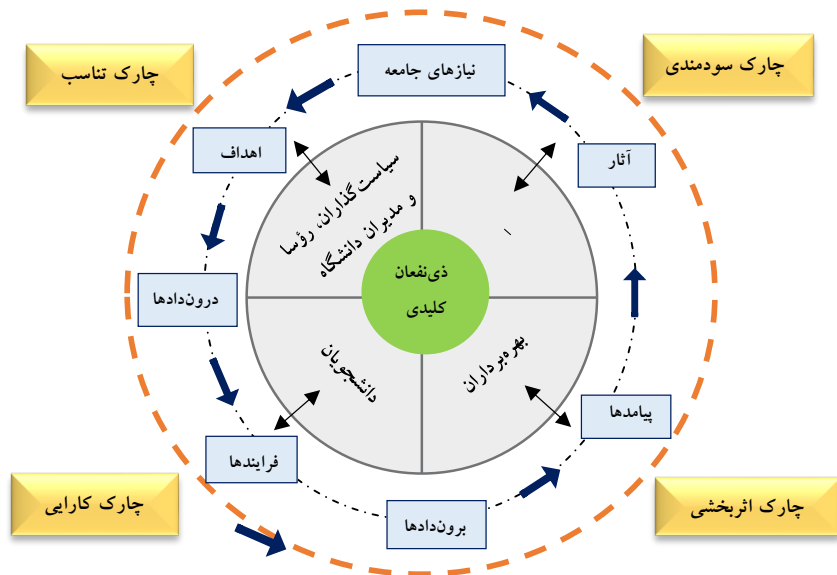 نیازهای جامعه
چارک سودمندی
چارک تناسب
آثار
اهداف
سیاست‌گذاران، رؤسا
و مدیران دانشگاه
ا
ذی‌نفعان
کلیدی
درون‌دادها
دانشجویان
بهره‌برداران
پیامدها
فرایندها
برون‌دادها
چارک اثربخشی
چارک کارایی